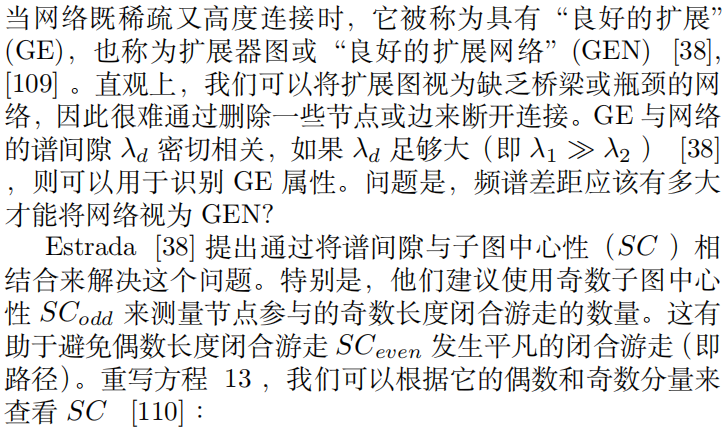 当网络既稀疏又高度连接时，它被称为具有“良好的扩展”
(GE)，也称为扩展器图或“良好的扩展网络”(GEN) [38],
[109] 。直观上，我们可以将扩展图视为缺乏桥梁或瓶颈的网
络，因此很难通过删除一些节点或边来断开连接。GE 与网络
的谱间隙 λ_d 密切相关，如果 λ_d 足够大（即 λ_1 ≫ λ_2 ） [38]
，则可以用于识别 GE 属性。问题是，频谱差距应该有多大
才能将网络视为 GEN?
Estrada [38] 提出通过将谱间隙与子图中心性（SC ）相
结合来解决这个问题。特别是，他们建议使用奇数子图中心
性 SC_{odd} 来测量节点参与的奇数长度闭合游走的数量。这有
助于避免偶数长度闭合游走 SC_{even} 发生平凡的闭合游走（即
路径）。重写方程 13 ，我们可以根据它的偶数和奇数分量来
查看 SC [110]：